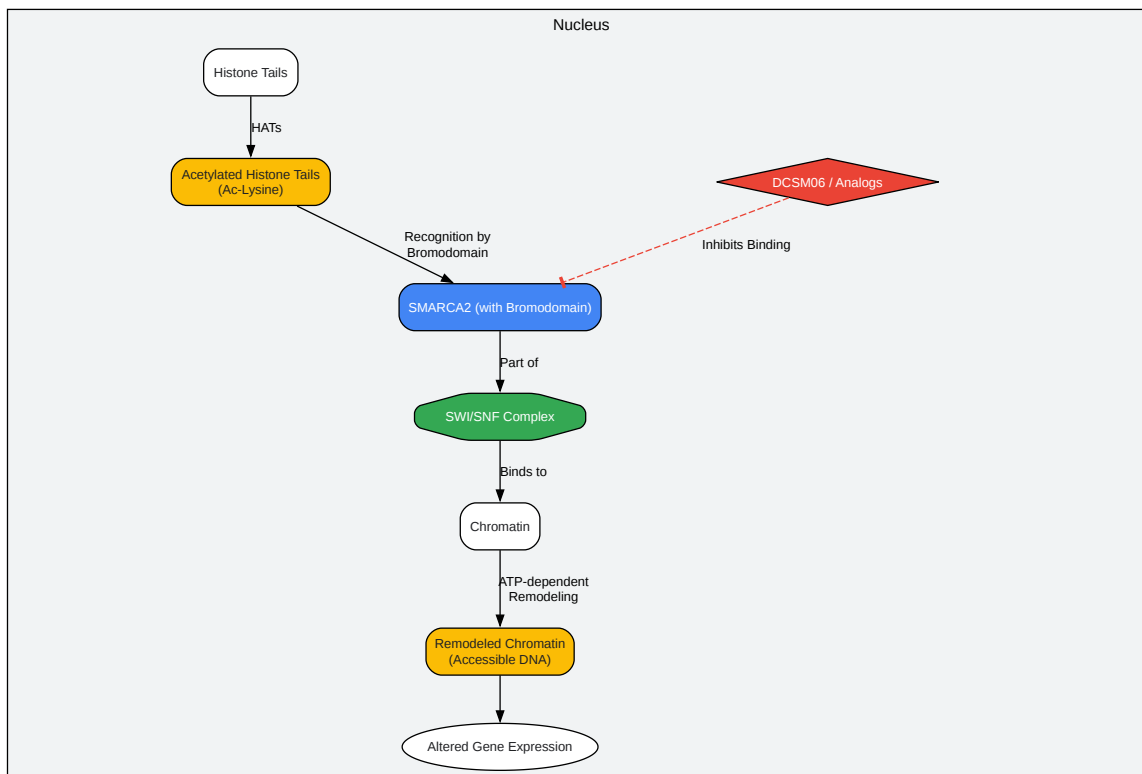 Nucleus
Histone Tails
HATs
Acetylated Histone Tails
(Ac-Lysine)
DCSM06 / Analogs
Recognition by
Bromodomain
Inhibits Binding
SMARCA2 (with Bromodomain)
Part of
SWI/SNF Complex
Binds to
Chromatin
ATP-dependent
Remodeling
Remodeled Chromatin
(Accessible DNA)
Altered Gene Expression